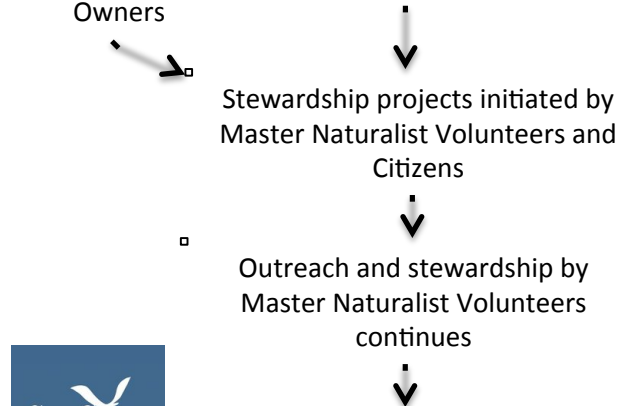 Owners
Stewardship projects initiated by
Master Naturalist Volunteers and
Citizens
Outreach and stewardship by
Master Naturalist Volunteers
continues